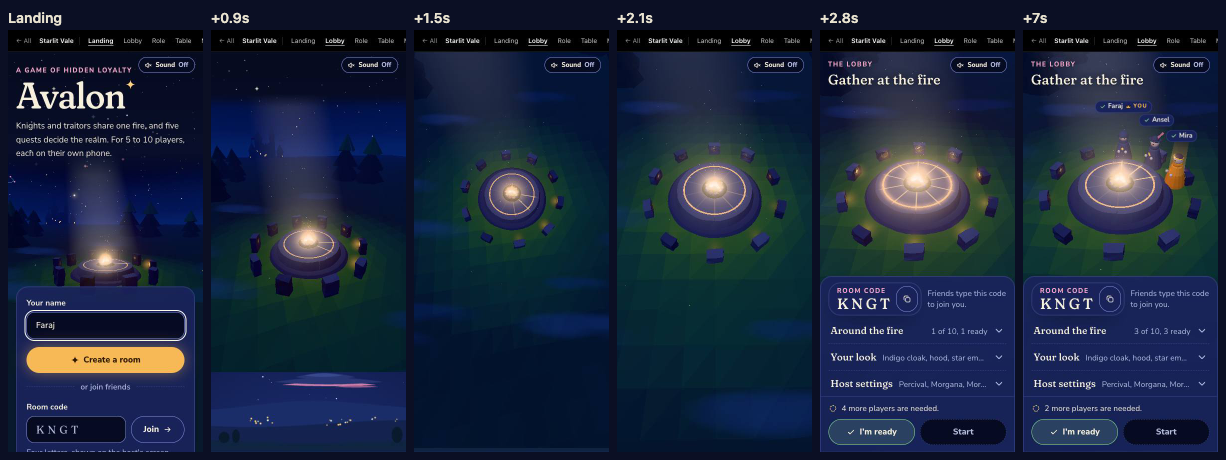 Landing
← All Starlit Vale Landing Lobby Role Table
Sound Off
A GAME OF HIDDEN LOYALTY
Avalon
Knights and traitors share one fire, and five
quests decide the realm. For 5 to 10 players,
each on their own phone.
Your name
Faraj
Create a room
or join friends
Room code
KNGT
Join →
+0.9s
← All Starlit Vale Landing Lobby Role Table
Sound Off
+1.5s
← All Starlit Vale Landing Lobby Role Table
Sound Off
+2.1s
← All Starlit Vale Landing Lobby Role Table
Sound Off
+2.8s
← All Starlit Vale Landing Lobby Role Table
THE LOBBY
Sound Off
Gather at the fire
ROOM CODE
KNGT
Friends type this code
to join you.
Around the fire 1 of 10, 1 ready
Your look Indigo cloak, hood, star em...
Host settings Percival, Morgana, Mor...
4 more players are needed.
I'm ready
Start
+7s
← All Starlit Vale Landing Lobby Role Table
THE LOBBY
Sound Off
Gather at the fire
Faraj YOU
Ansel
Mira
ROOM CODE
KNGT
Friends type this code
to join you.
Around the fire 3 of 10, 3 ready
Your look Indigo cloak, hood, star em...
Host settings Percival, Morgana, Mor...
2 more players are needed.
I'm ready
Start